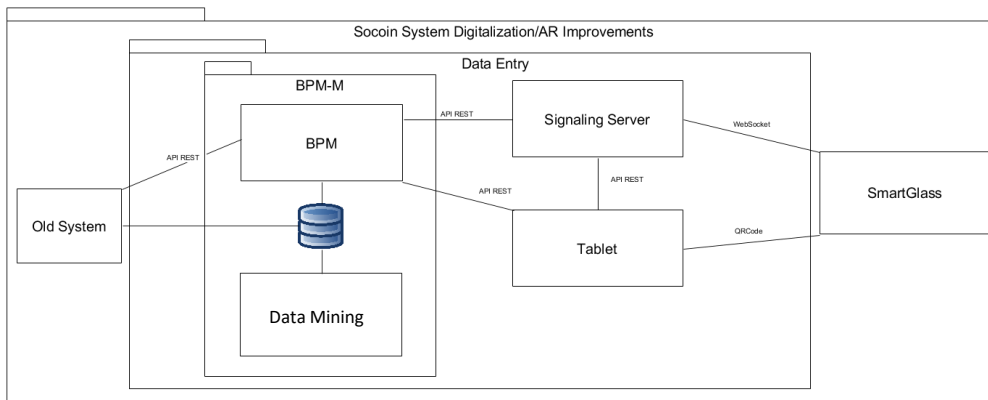 Socoin System Digitalization/AR Improvements
Data Entry
BPM-M
BPM
API REST
Signaling Server
WebSocket
API REST
API REST
API REST
SmartGlass
Old System
Tablet
QRCode
Data Mining